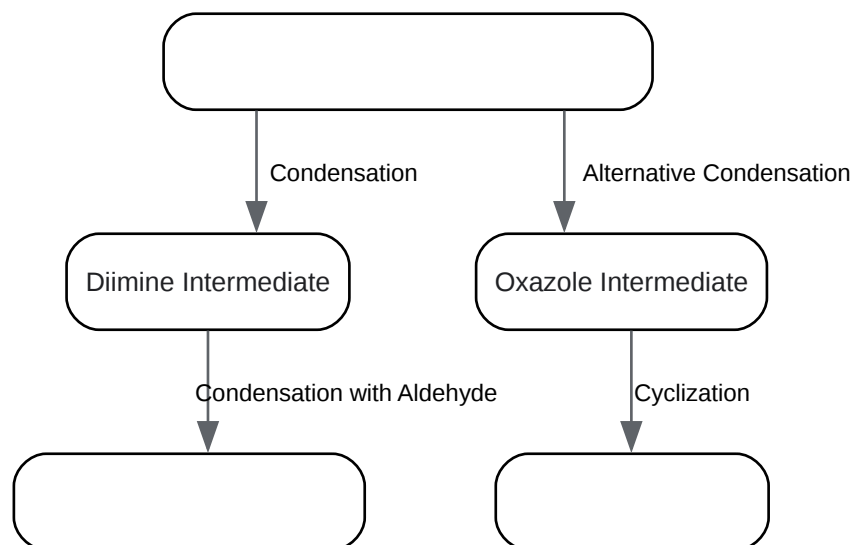 Condensation
Alternative Condensation
Diimine Intermediate
Oxazole Intermediate
Condensation with Aldehyde
Cyclization